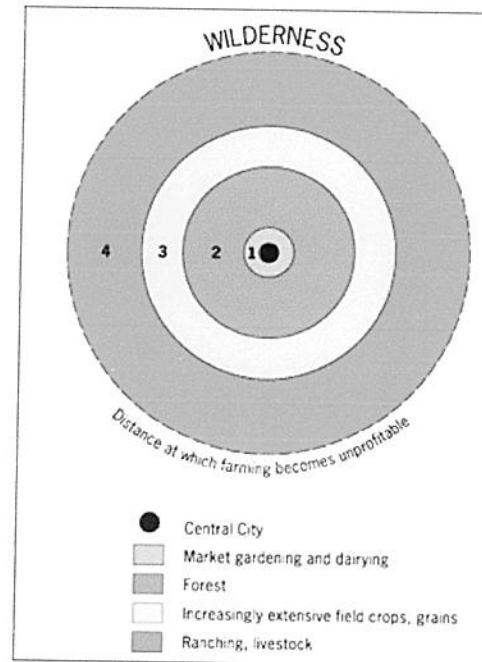 WILDERNESS
4 3 2 1
Distance at which farming becomes unprofitable
Central City
Market gardening and dairying
Forest
Increasingly extensive field crops, grains
Ranching, livestock